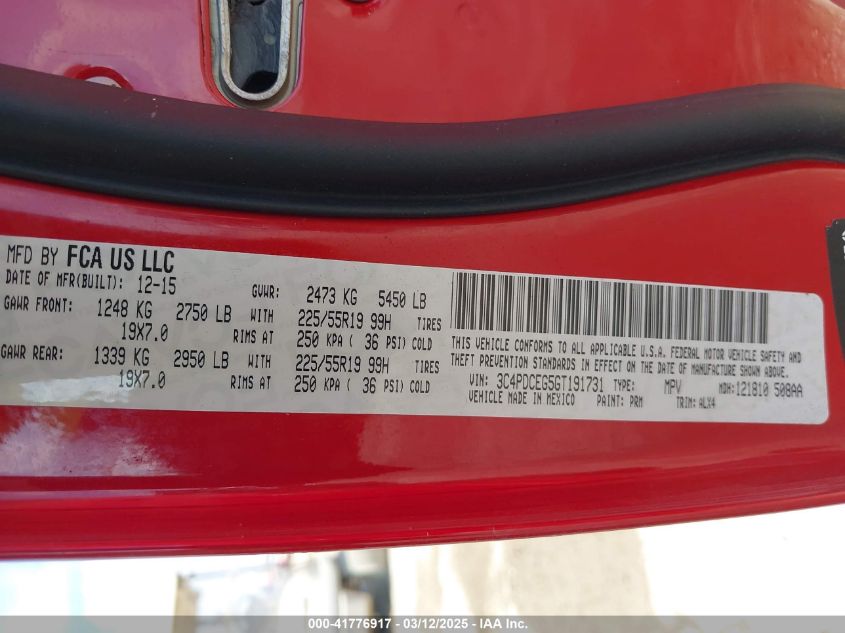 MFD BY FCA US LLC
DATE OF MFR(BUILT): 12-15 GVWR: 2473 KG 5450 LB
GAWR FRONT: 1248 KG 2750 LB WITH 225/55R19 99H TIRES
19X7.0 RIMS AT 250 KPA ( 36 PSI) COLD
GAWR REAR: 1339 KG 2950 LB WITH 225/55R19 99H TIRES
19X7.0 RIMS AT 250 KPA ( 36 PSI) COLD
THIS VEHICLE CONFORMS TO ALL APPLICABLE U.S.A. FEDERAL MOTOR VEHICLE SAFETY AND
THEFT PREVENTION STANDARDS IN EFFECT ON THE DATE OF MANUFACTURE SHOWN ABOVE.
VIN: 3C4PDCEG5GT191731 TYPE: MPV MDH:121810 508AA
VEHICLE MADE IN MEXICO PAINT: PRM TRIM: ALX4
000-41776917 - 03/12/2025 - IAA Inc.